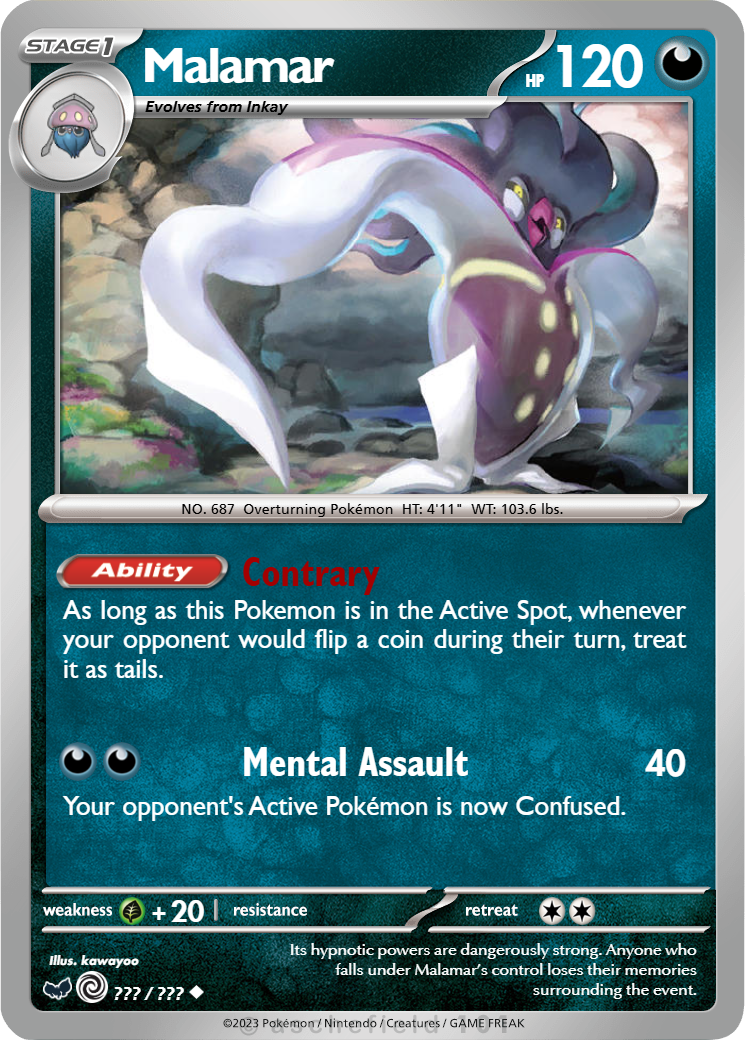 STAGE 1
Malamar
HP 120
Evolves from Inkay
NO. 687 Overturning Pokémon HT: 4'11" WT: 103.6 lbs.
Ability Contrary
As long as this Pokemon is in the Active Spot, whenever
your opponent would flip a coin during their turn, treat
it as tails.
Mental Assault 40
Your opponent's Active Pokémon is now Confused.
weakness +20 resistance retreat
Illus. kawayoo
Its hypnotic powers are dangerously strong. Anyone who
falls under Malamar's control loses their memories
surrounding the event.
??? / ???
©2023 Pokémon / Nintendo / Creatures / GAME FREAK